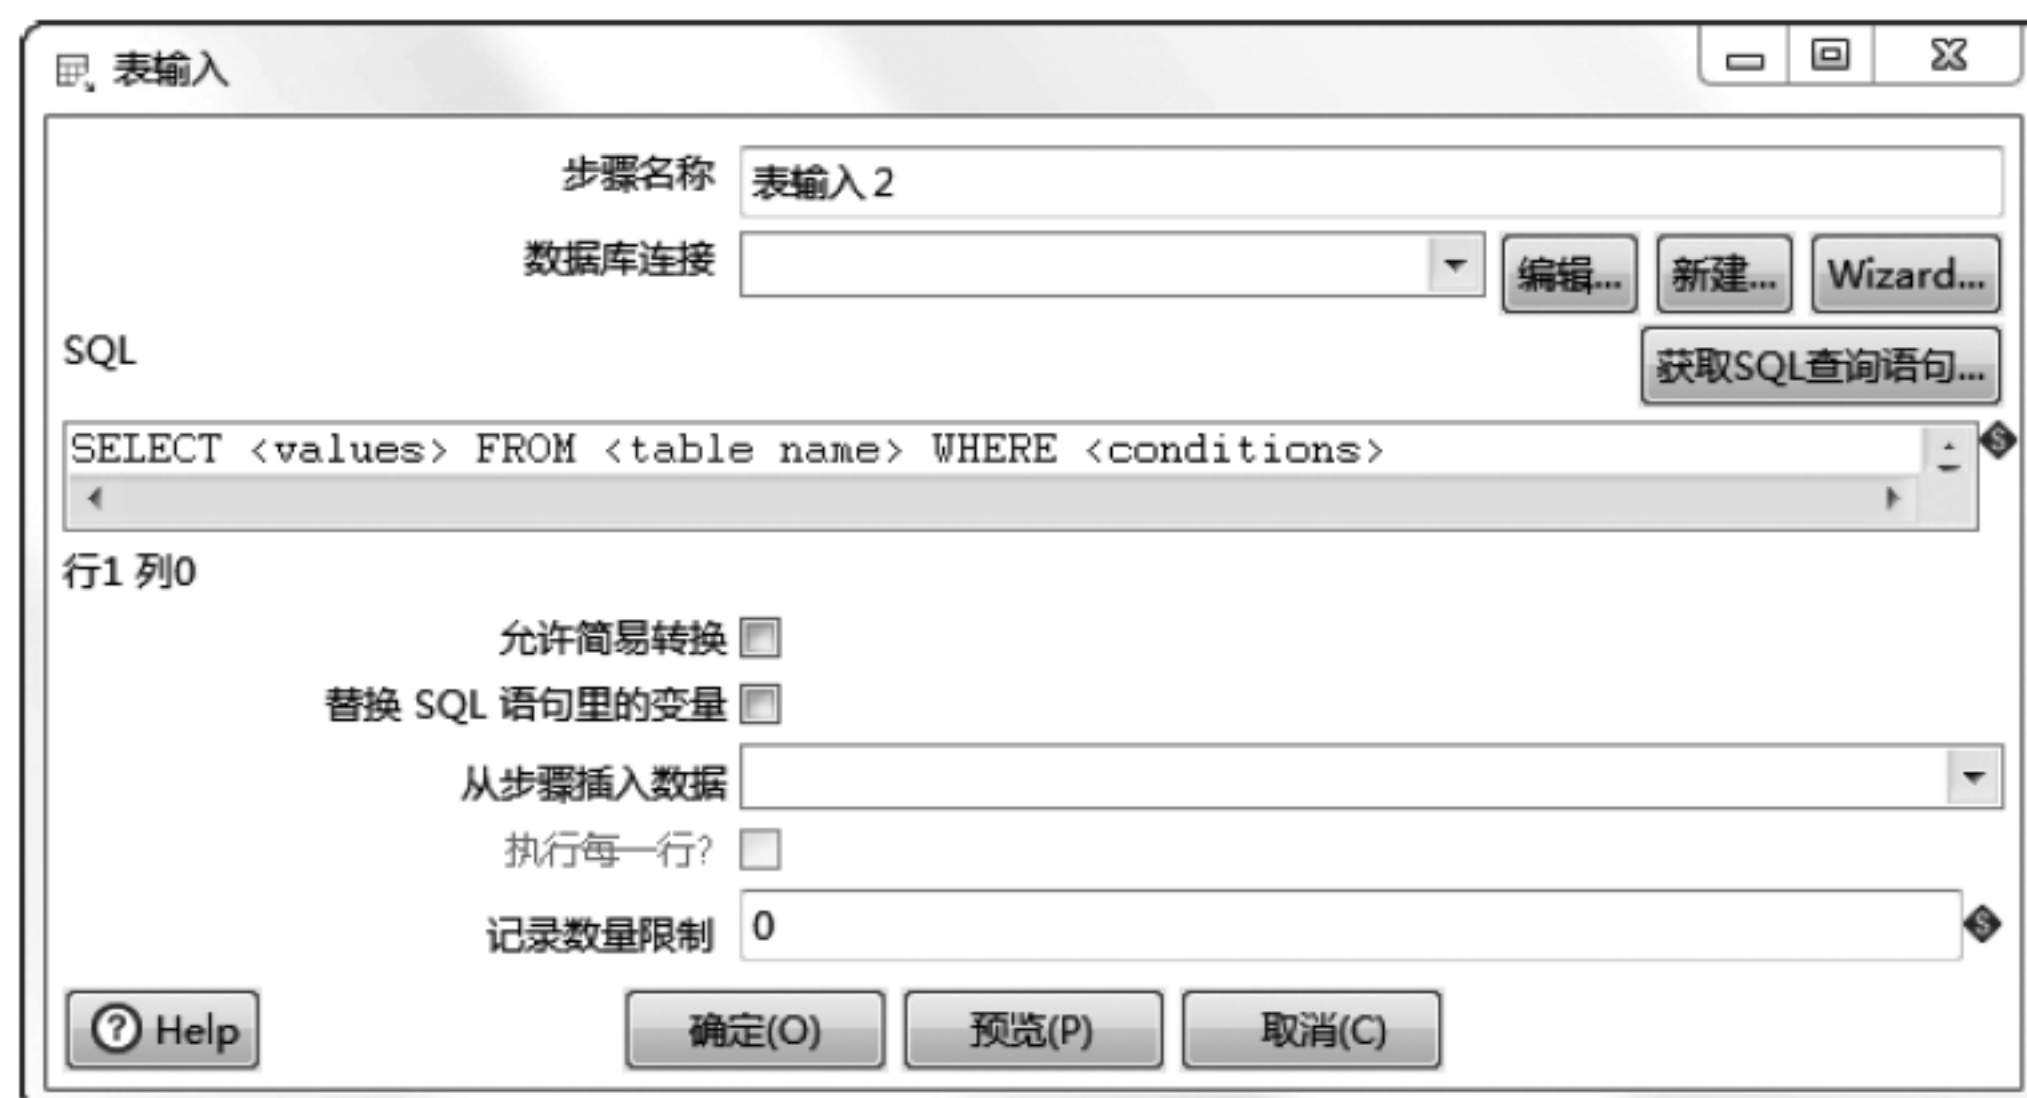 表输入
步骤名称 表输入 2
数据库连接 编辑... 新建... Wizard...
SQL 获取SQL查询语句...
SELECT <values> FROM <table name> WHERE <conditions>
行1 列0
允许简易转换
替换 SQL 语句里的变量
从步骤插入数据
执行每一行?
记录数量限制 0
Help 确定(O) 预览(P) 取消(C)